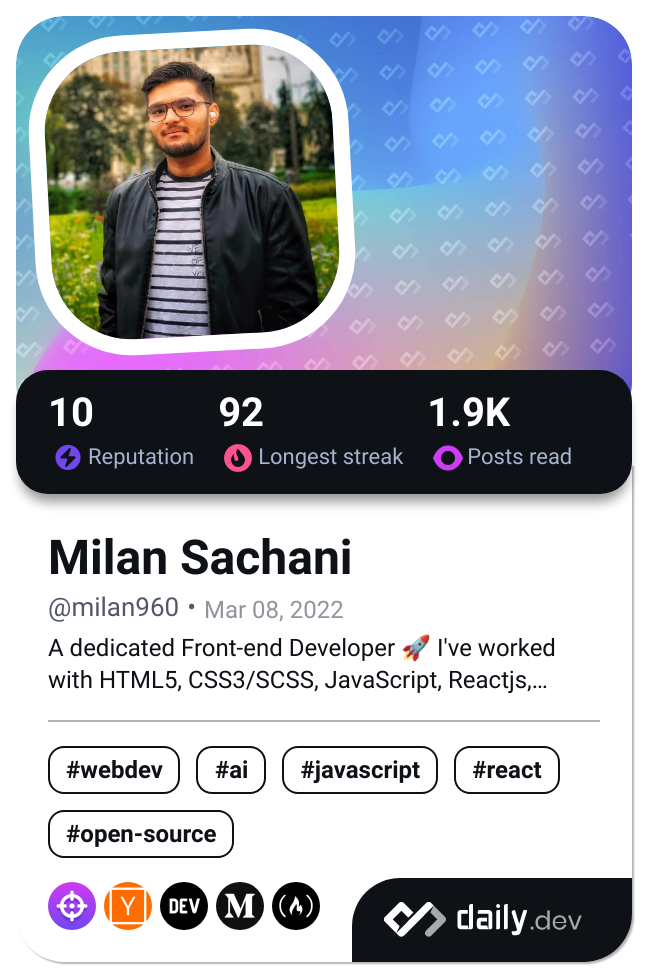 10 92 1.9K
Reputation Longest streak Posts read
Milan Sachani
@milan960 • Mar 08, 2022
A dedicated Front-end Developer 🚀 I've worked
with HTML5, CSS3/SCSS, JavaScript, Reactjs,...
#webdev #ai #javascript #react
#open-source
Y DEV M
daily.dev